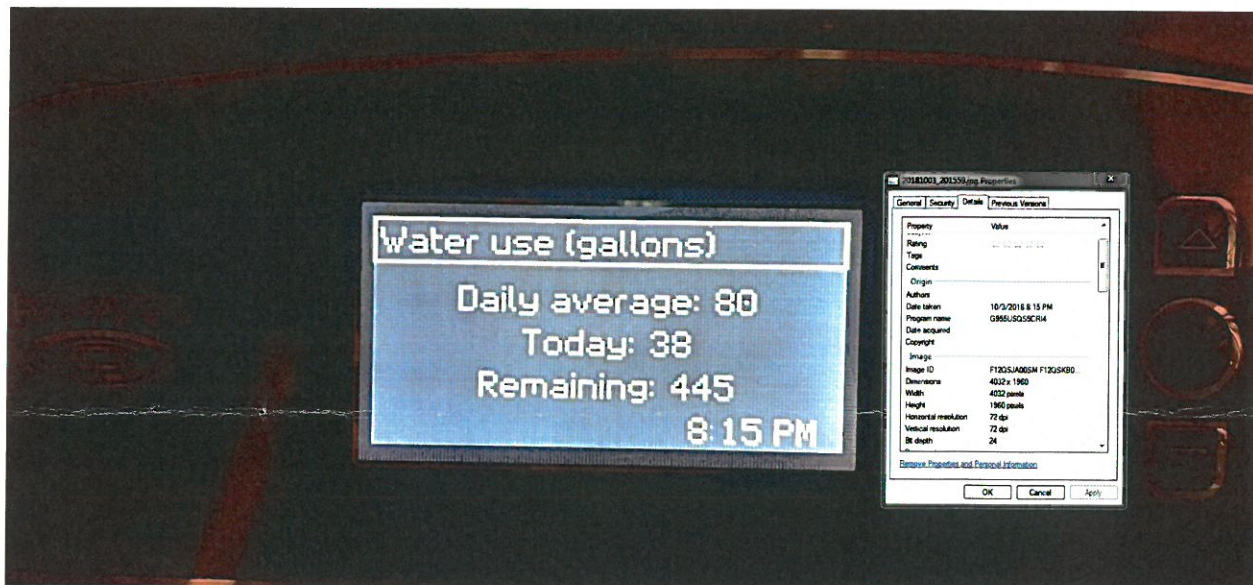 Water use (gallons)
Daily average: 80
Today: 38
Remaining: 445
8:15 PM
20181003_201559.jpg Properties
General Security Details Previous Versions
Property Value
Rating
Tags
Comments
Origin
Authors
Date taken 10/3/2018 8:15 PM
Program name G955USQS5CRI4
Date acquired
Copyright
Image
Image ID F12QSJA00SM F12QSKB0...
Dimensions 4032 x 1960
Width 4032 pixels
Height 1960 pixels
Horizontal resolution 72 dpi
Vertical resolution 72 dpi
Bit depth 24
Remove Properties and Personal Information
OK Cancel Apply